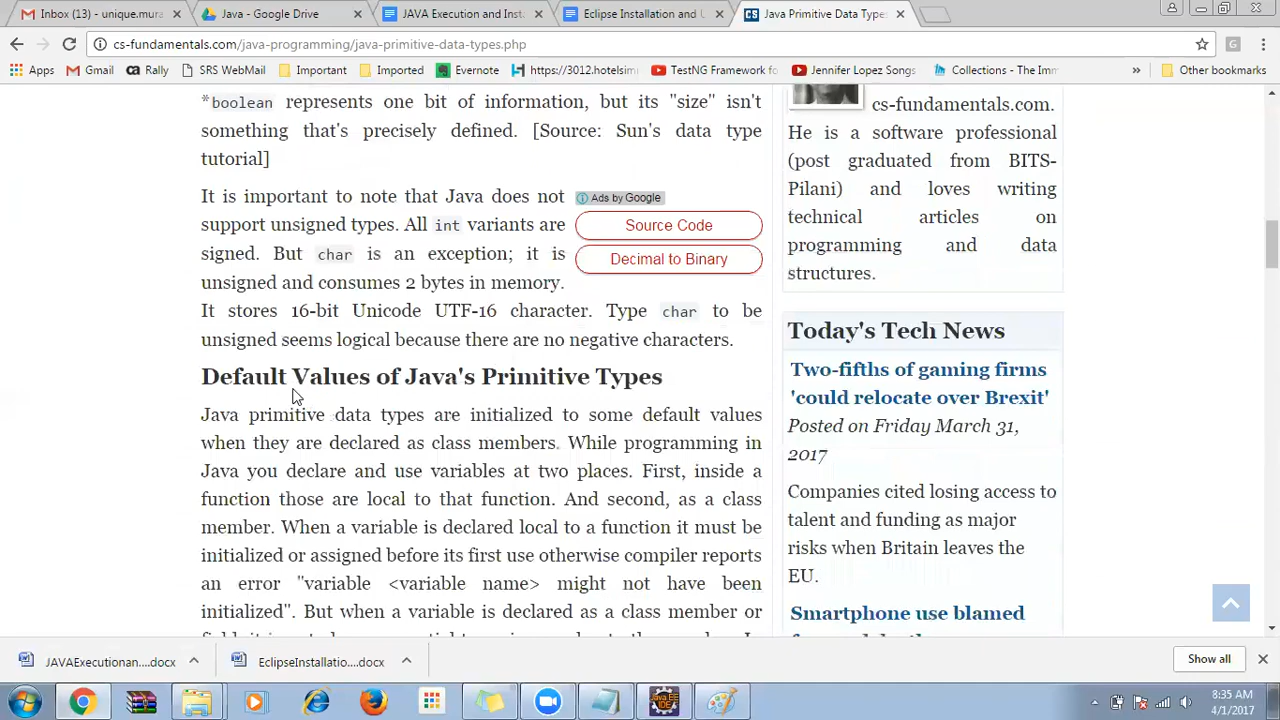 Inbox (13) - unique.mura
Java - Google Drive
JAVA Execution and Inst
Eclipse Installation and U
CS Java Primitive Data Types
cs-fundamentals.com/java-programming/java-primitive-data-types.php
Apps Gmail Rally SRS WebMail Important Imported Evernote https://3012.hotelsim TestNG Framework fo Jennifer Lopez Songs Collections - The Imm » Other bookmarks
*boolean represents one bit of information, but its "size" isn't
something that's precisely defined. [Source: Sun's data type
tutorial]
It is important to note that Java does not
support unsigned types. All int variants are
signed. But char is an exception; it is
unsigned and consumes 2 bytes in memory.
It stores 16-bit Unicode UTF-16 character. Type char to be
unsigned seems logical because there are no negative characters.
Ads by Google
Source Code
Decimal to Binary
Default Values of Java's Primitive Types
Java primitive data types are initialized to some default values
when they are declared as class members. While programming in
Java you declare and use variables at two places. First, inside a
function those are local to that function. And second, as a class
member. When a variable is declared local to a function it must be
initialized or assigned before its first use otherwise compiler reports
an error "variable <variable name> might not have been
initialized". But when a variable is declared as a class member or
cs-fundamentals.com.
He is a software professional
(post graduated from BITS-
Pilani) and loves writing
technical articles on
programming and data
structures.
Today's Tech News
Two-fifths of gaming firms
'could relocate over Brexit'
Posted on Friday March 31,
2017
Companies cited losing access to
talent and funding as major
risks when Britain leaves the
EU.
Smartphone use blamed
JAVAExecutionan....docx
EclipseInstallatio....docx
Show all
Java EE
IDE
8:35 AM
4/1/2017